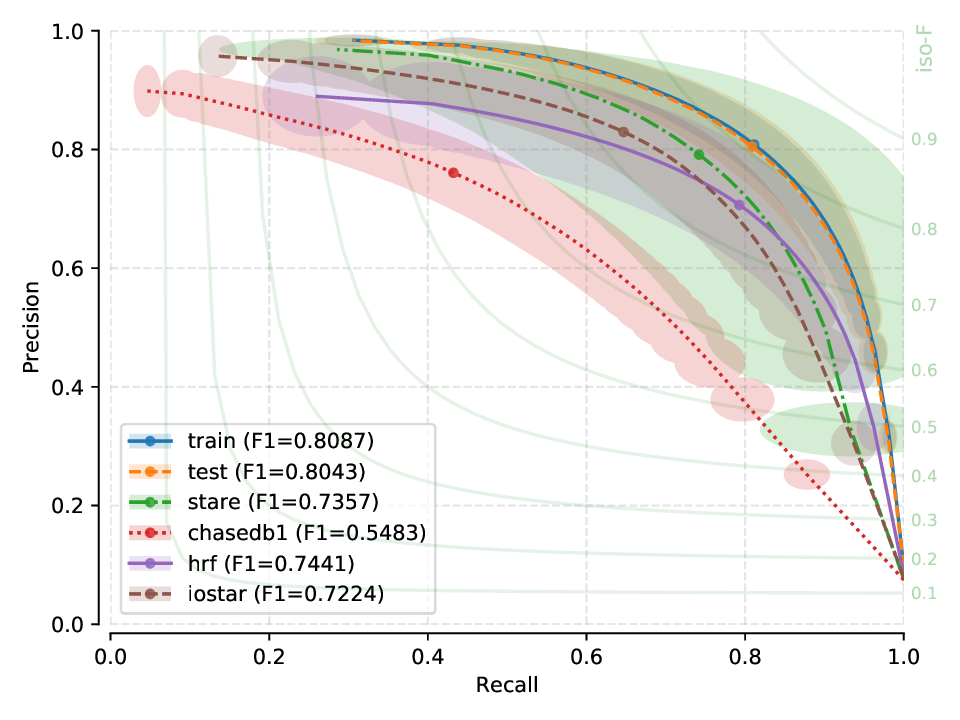 1.0
0.8
0.6
0.4
0.2
0.0
Precision
0.0
0.2
0.4
0.6
0.8
1.0
Recall
iso-F
0.9
0.8
0.7
0.6
0.5
0.4
0.3
0.2
0.1
train (F1=0.8087)
test (F1=0.8043)
stare (F1=0.7357)
chasedb1 (F1=0.5483)
hrf (F1=0.7441)
iostar (F1=0.7224)